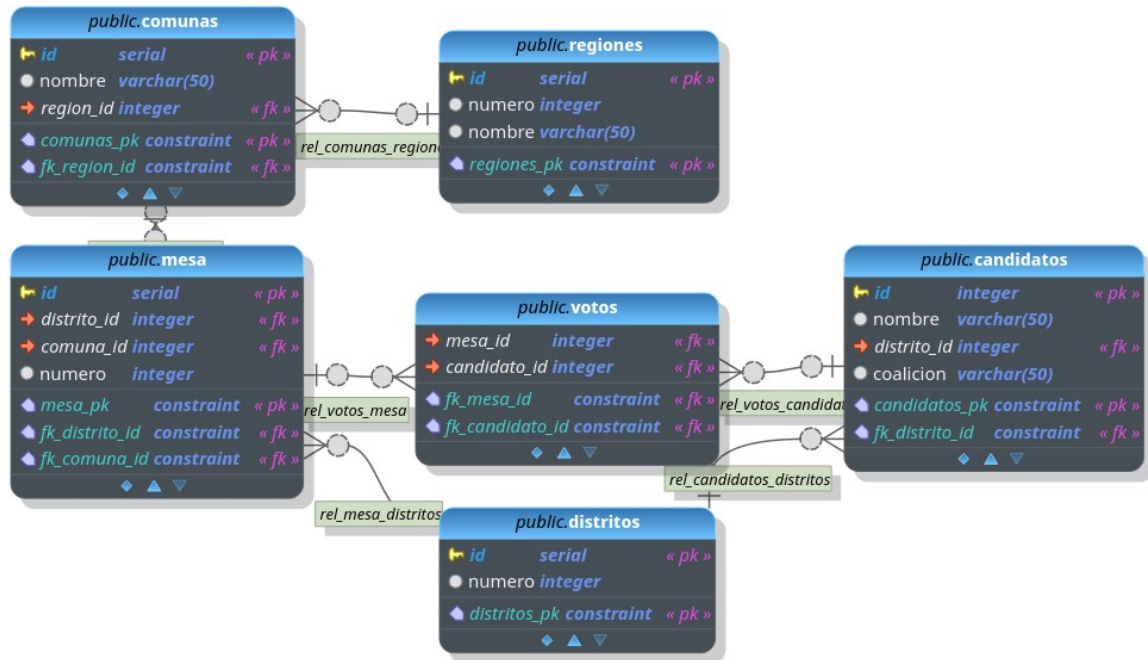 public.comunas
id serial « pk »
nombre varchar(50)
region_id integer « fk »
comunas_pk constraint « pk »
fk_region_id constraint « fk »
public.regiones
id serial « pk »
numero integer
nombre varchar(50)
regiones_pk constraint « pk »
rel_comunas_regione
public.mesa
id serial « pk »
distrito_id integer « fk »
comuna_id integer « fk »
numero integer
mesa_pk constraint « pk »
fk_distrito_id constraint « fk »
fk_comuna_id constraint « fk »
public.votos
mesa_id integer « fk »
candidato_id integer « fk »
fk_mesa_id constraint « fk »
fk_candidato_id constraint « fk »
public.candidatos
id integer « pk »
nombre varchar(50)
distrito_id integer « fk »
coalicion varchar(50)
candidatos_pk constraint « pk »
fk_distrito_id constraint « fk »
rel_votos_mesa
rel_votos_candidat
rel_candidatos_distritos
rel_mesa_distritos
public.distritos
id serial « pk »
numero integer
distritos_pk constraint « pk »